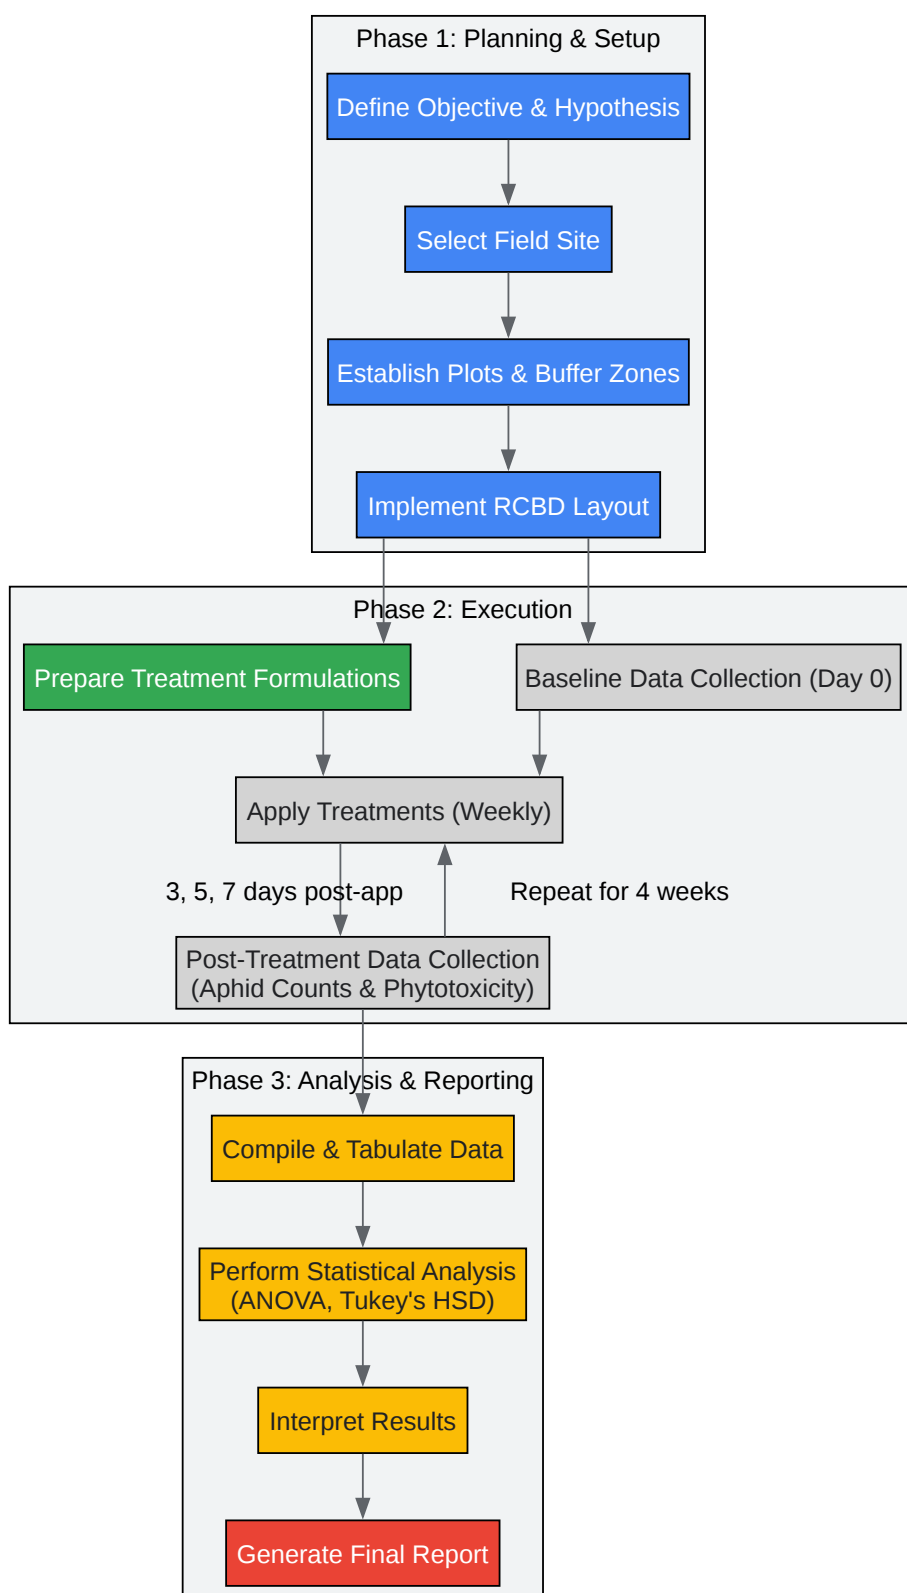 Phase 1: Planning & Setup
Define Objective & Hypothesis
Select Field Site
Establish Plots & Buffer Zones
Implement RCBD Layout
Phase 2: Execution
Prepare Treatment Formulations
Baseline Data Collection (Day 0)
Apply Treatments (Weekly)
3, 5, 7 days post-app
Repeat for 4 weeks
Post-Treatment Data Collection
(Aphid Counts & Phytotoxicity)
Phase 3: Analysis & Reporting
Compile & Tabulate Data
Perform Statistical Analysis
(ANOVA, Tukey's HSD)
Interpret Results
Generate Final Report